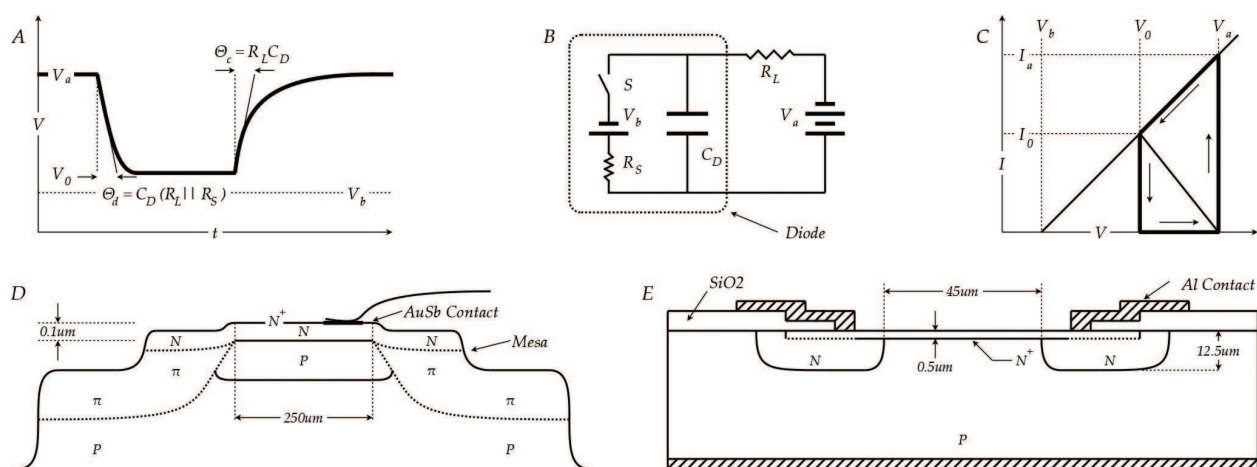 A
Θc = RLCD
Va
V
V0
Θd = CD (RL || RS)
Vb
t
B
S
RL
Vb
Va
RS
CD
Diode
C
Vb
V0
Va
Ia
I0
I
V
D
0.1um
N+
AuSb Contact
N
N
N
Mesa
P
π
π
250um
P
P
E
SiO2
45um
Al Contact
N
N
0.5um
N+
12.5um
P